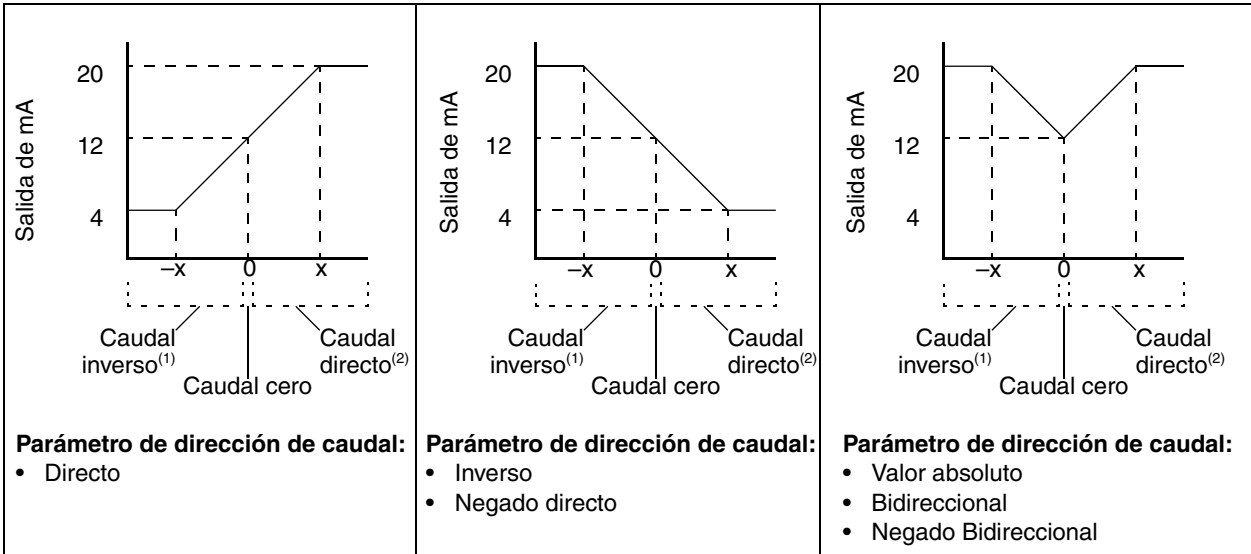 Salida de mA
20
12
4
–x 0 x
Caudal
inverso(1)
Caudal
directo(2)
Caudal cero
Parámetro de dirección de caudal:
• Directo
Salida de mA
20
12
4
–x 0 x
Caudal
inverso(1)
Caudal
directo(2)
Caudal cero
Parámetro de dirección de caudal:
• Inverso
• Negado directo
Salida de mA
20
12
4
–x 0 x
Caudal
inverso(1)
Caudal
directo(2)
Caudal cero
Parámetro de dirección de caudal:
• Valor absoluto
• Bidireccional
• Negado Bidireccional